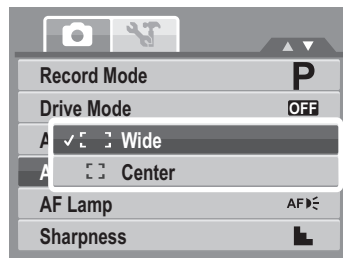 Record Mode P
Drive Mode OFF
A
Wide
A
Center
AF Lamp AF
Sharpness